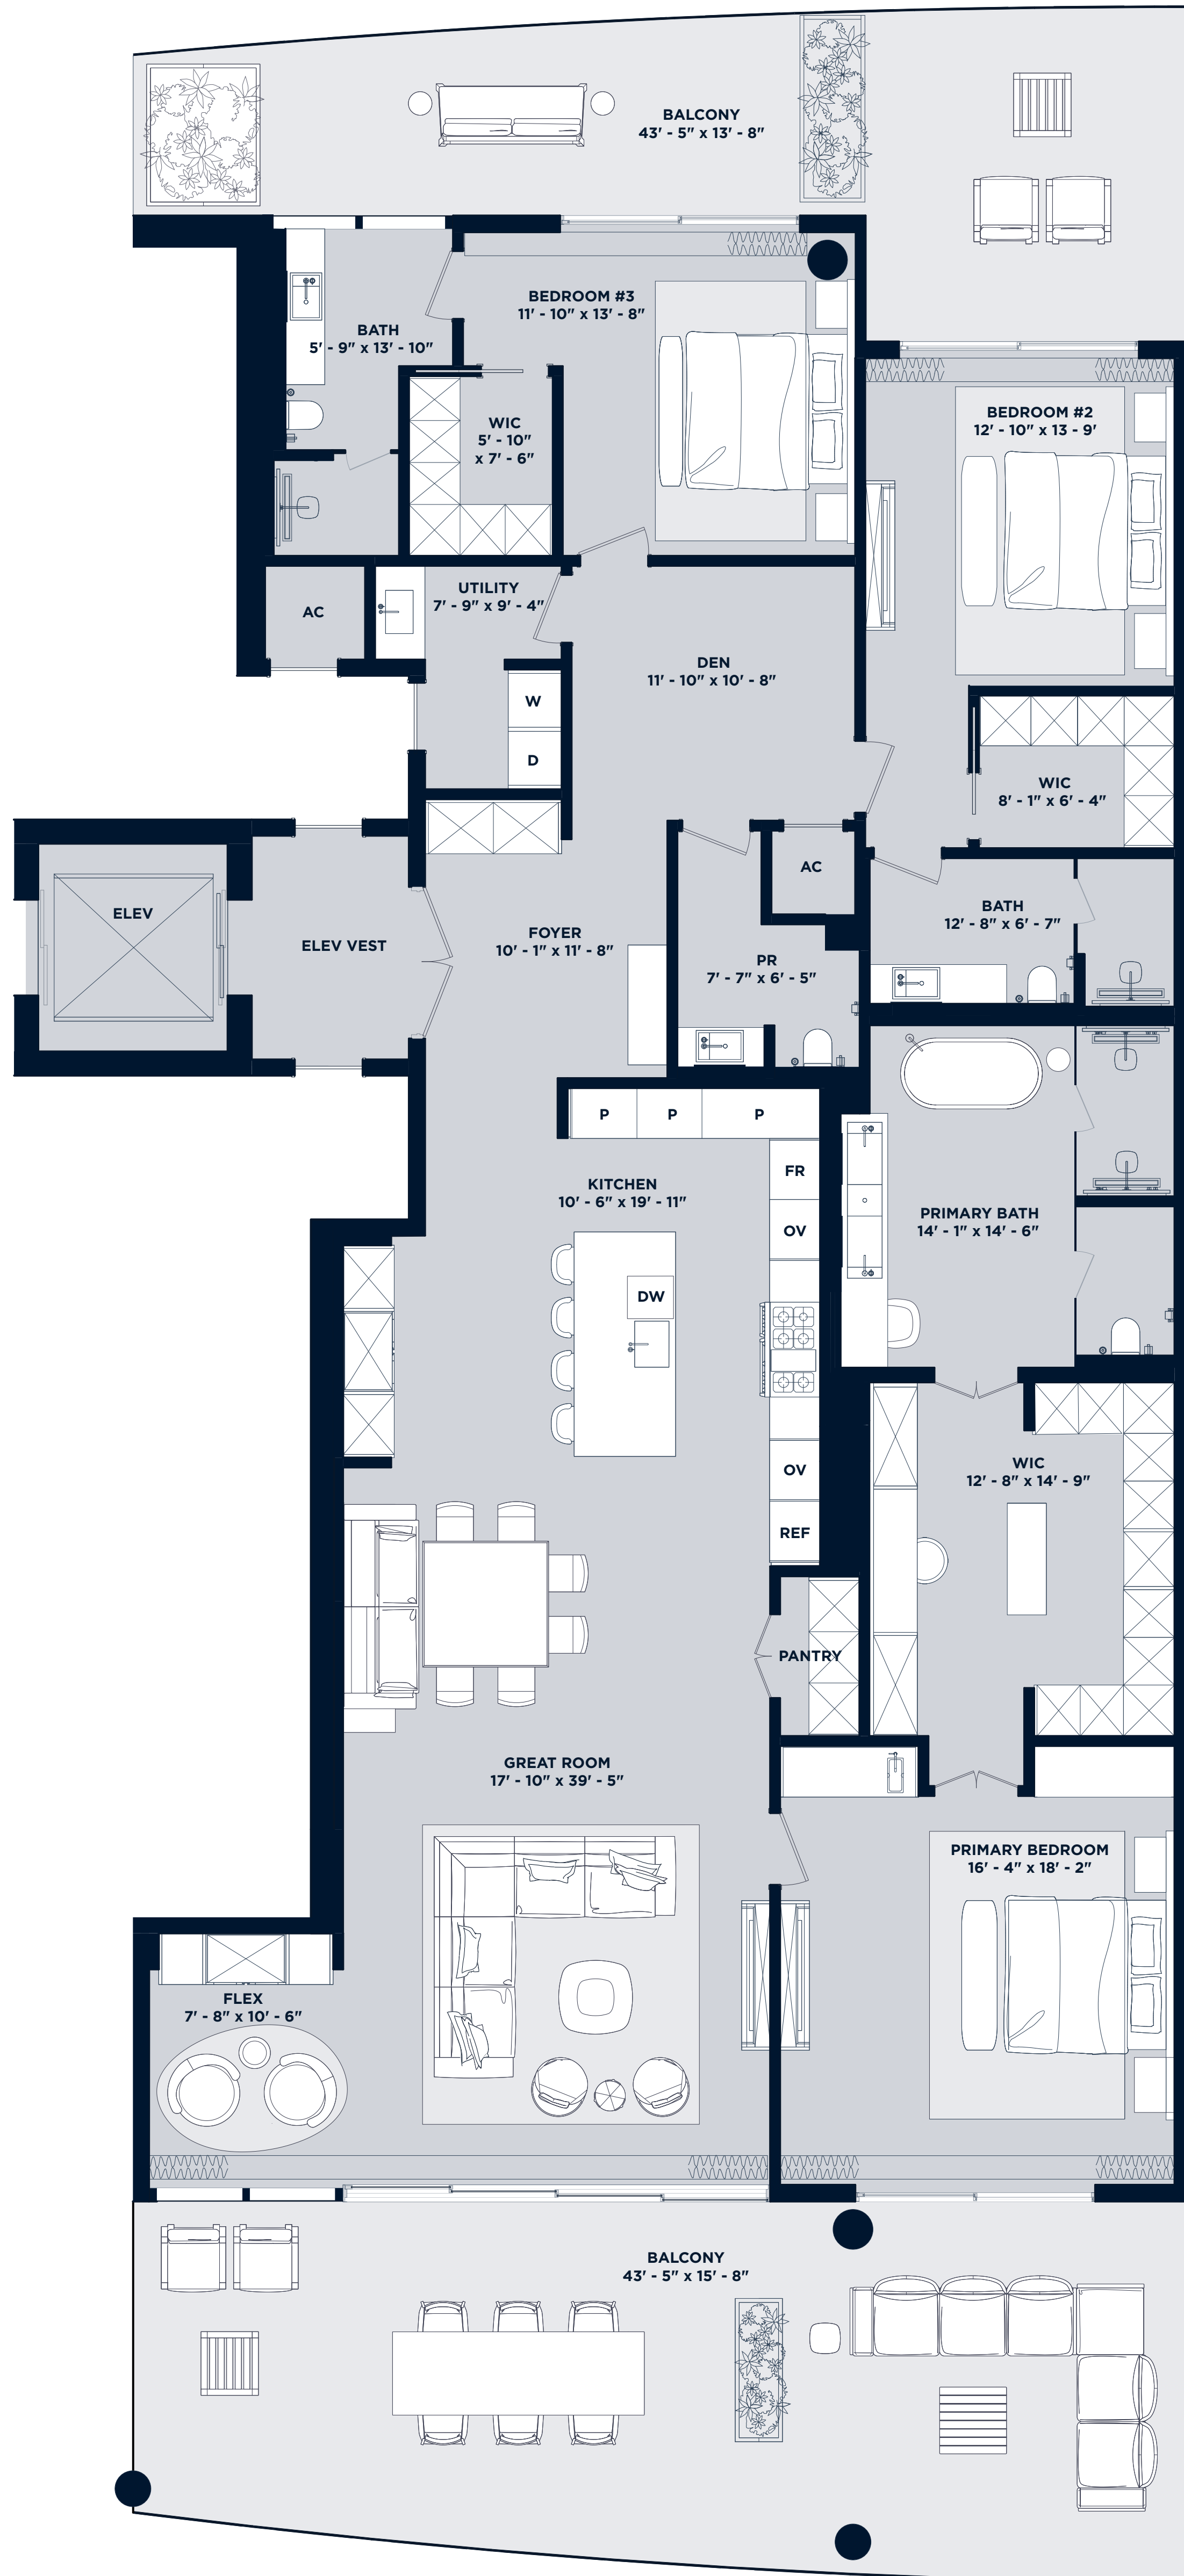 BALCONY
43' - 5" x 13' - 8"
BEDROOM #3
11' - 10" x 13' - 8"
BATH
5' - 9" x 13' - 10"
WIC
5' - 10"
x 7' - 6"
BEDROOM #2
12' - 10" x 13 - 9'
UTILITY
7' - 9" x 9' - 4"
AC
DEN
11' - 10" x 10' - 8"
W
D
WIC
8' - 1" x 6' - 4"
AC
ELEV
ELEV VEST
FOYER
10' - 1" x 11' - 8"
BATH
12' - 8" x 6' - 7"
PR
7' - 7" x 6' - 5"
P
P
P
FR
KITCHEN
10' - 6" x 19' - 11"
OV
PRIMARY BATH
14' - 1" x 14' - 6"
DW
OV
WIC
12' - 8" x 14' - 9"
REF
PANTRY
GREAT ROOM
17' - 10" x 39' - 5"
PRIMARY BEDROOM
16' - 4" x 18' - 2"
FLEX
7' - 8" x 10' - 6"
BALCONY
43' - 5" x 15' - 8"